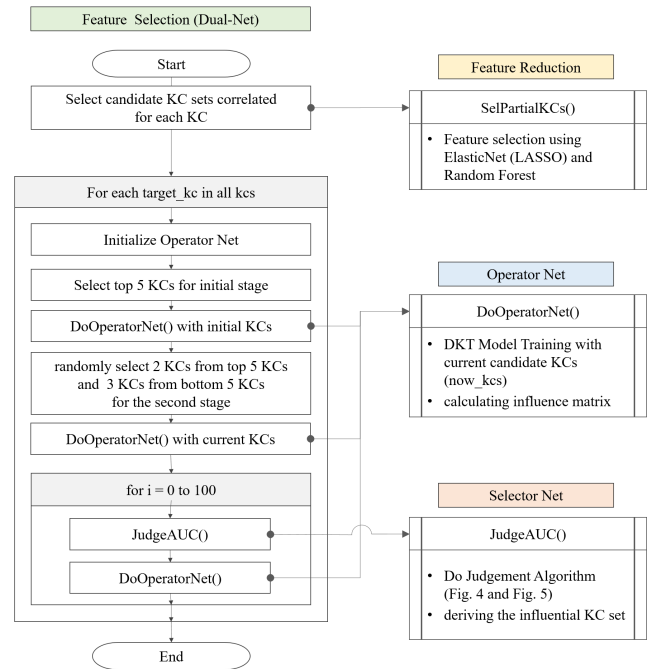 Feature Selection (Dual-Net)
Start
Select candidate KC sets correlated
for each KC
For each target_kc in all kcs
Initialize Operator Net
Select top 5 KCs for initial stage
DoOperatorNet() with initial KCs
randomly select 2 KCs from top 5 KCs
and 3 KCs from bottom 5 KCs
for the second stage
DoOperatorNet() with current KCs
for i = 0 to 100
JudgeAUC()
DoOperatorNet()
End
Feature Reduction
SelPartialKCs()
• Feature selection using
ElasticNet (LASSO) and
Random Forest
Operator Net
DoOperatorNet()
• DKT Model Training with
current candidate KCs
(now_kcs)
• calculating influence matrix
Selector Net
JudgeAUC()
• Do Judgement Algorithm
(Fig. 4 and Fig. 5)
• deriving the influential KC set